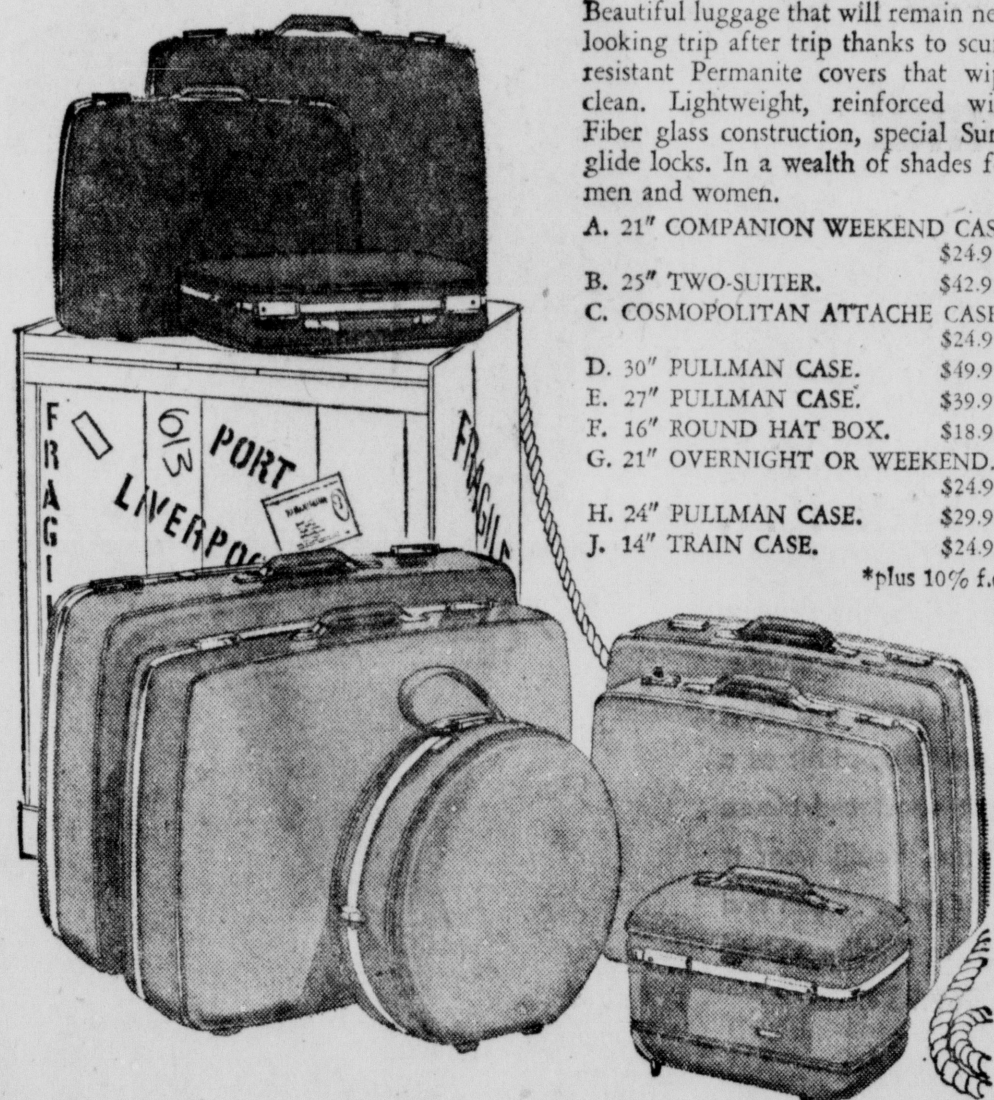 Beautiful luggage that will remain ne
looking trip after trip thanks to scu
resistant Permanite covers that wi
clean. Lightweight, reinforced wi
Fiber glass construction, special Sur
glide locks. In a wealth of shades f
men and women.
A. 21" COMPANION WEEKEND CAS
$24.9
B. 25" TWO-SUITER. $42.9
C. COSMOPOLITAN ATTACHE CASE
$24.9
D. 30" PULLMAN CASE. $49.9
E. 27" PULLMAN CASE. $39.9
F. 16" ROUND HAT BOX. $18.9
G. 21" OVERNIGHT OR WEEKEND.
$24.9
H. 24" PULLMAN CASE. $29.9
J. 14" TRAIN CASE. $24.9
*plus 10% f.
FRAGI
613
PORT
LIVERPO
FRAGIL